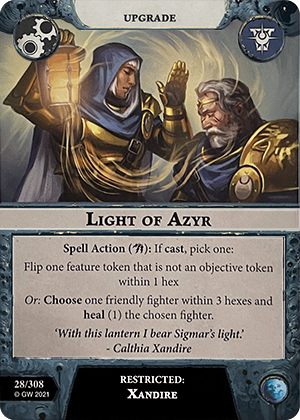 UPGRADE
LIGHT OF AZYR
Spell Action ( ): If cast, pick one:
Flip one feature token that is not an objective token
within 1 hex
Or: Choose one friendly fighter within 3 hexes and
heal (1) the chosen fighter.
'With this lantern I bear Sigmar's light.'
- Calthia Xandire
28/308
© GW 2021
RESTRICTED:
XANDIRE